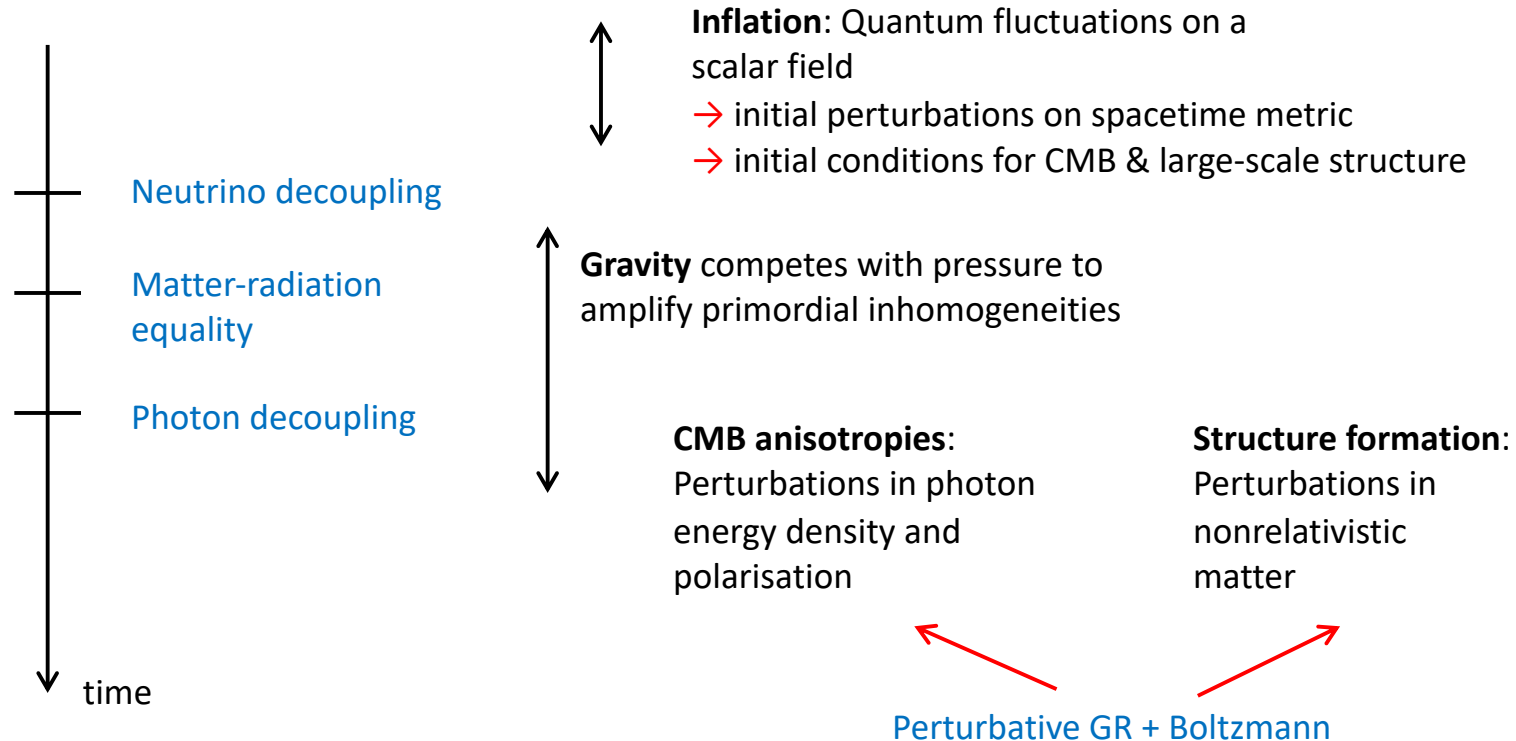 Inflation: Quantum fluctuations on a
scalar field
→ initial perturbations on spacetime metric
→ initial conditions for CMB & large-scale structure
Neutrino decoupling
Gravity competes with pressure to
amplify primordial inhomogeneities
Matter-radiation
equality
Photon decoupling
CMB anisotropies:
Perturbations in photon
energy density and
polarisation
Structure formation:
Perturbations in
nonrelativistic
matter
time
Perturbative GR + Boltzmann